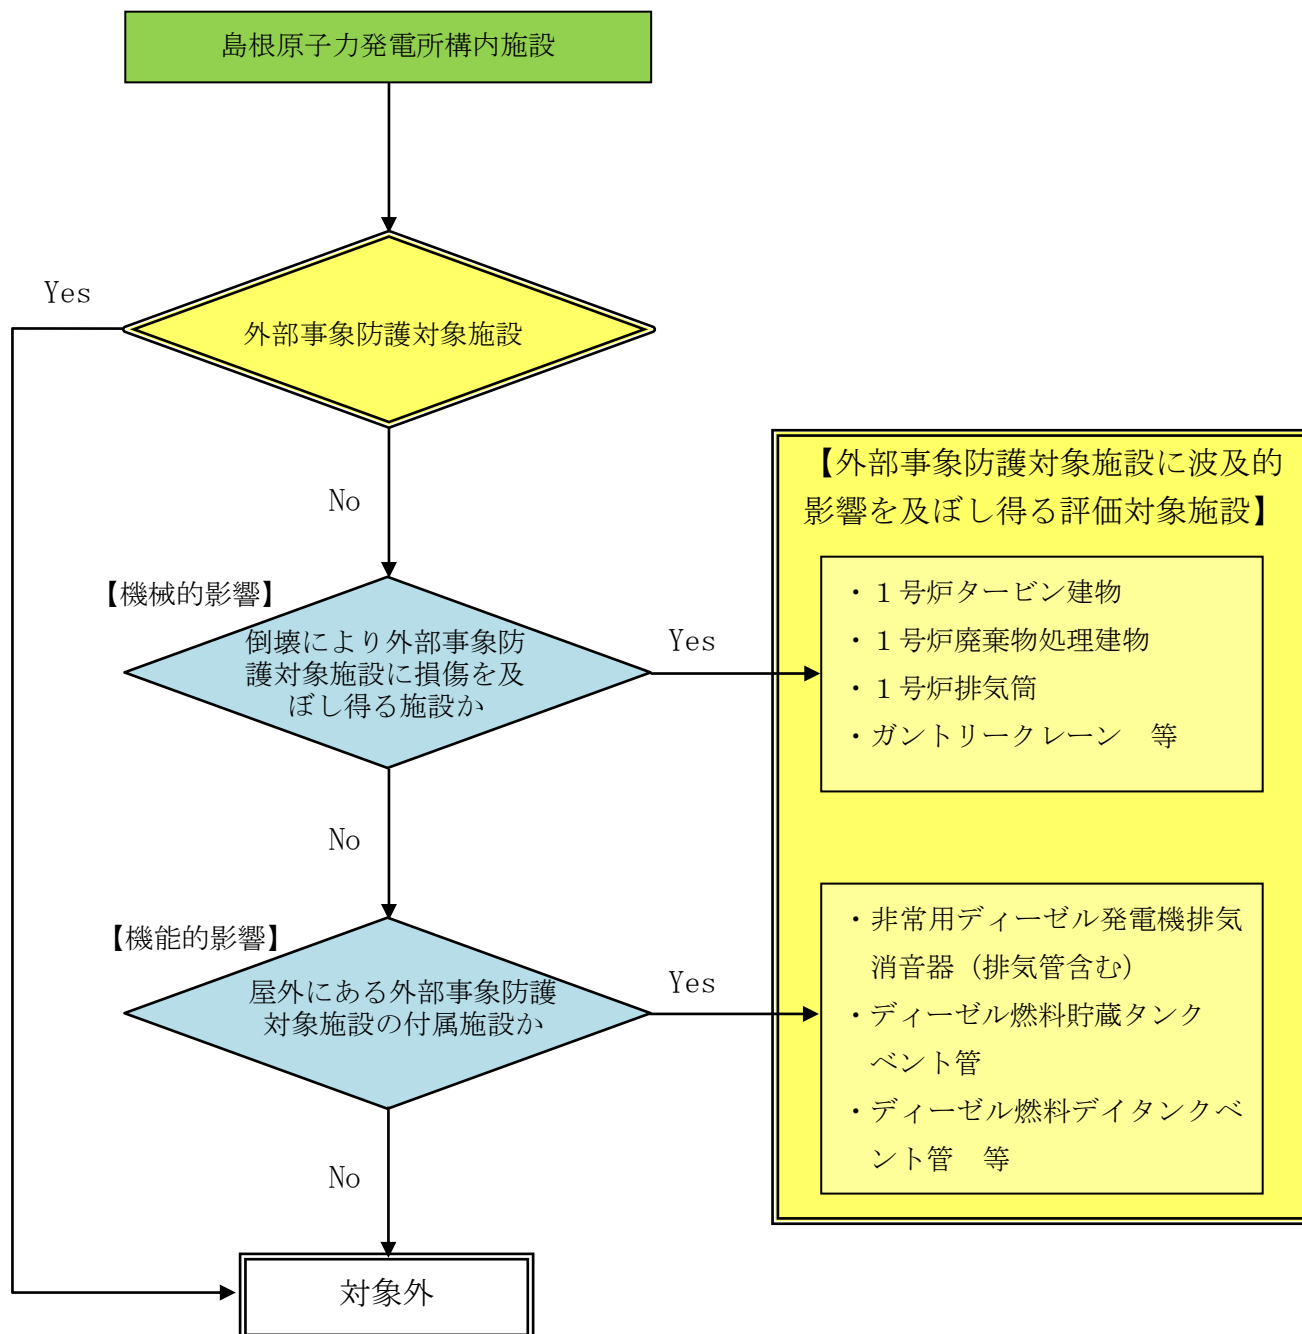 島根原子力発電所構内施設
Yes
外部事象防護対象施設
No
【機械的影響】
倒壊により外部事象防
護対象施設に損傷を及
ぼし得る施設か
Yes
No
【機能的影響】
屋外にある外部事象防護
対象施設の付属施設か
Yes
No
対象外
【外部事象防護対象施設に波及的
影響を及ぼし得る評価対象施設】
・１号炉タービン建物
・１号炉廃棄物処理建物
・１号炉排気筒
・ガントリークレーン　等
・非常用ディーゼル発電機排気
消音器（排気管含む）
・ディーゼル燃料貯蔵タンク
ベント管
・ディーゼル燃料デイタンクベ
ント管　等